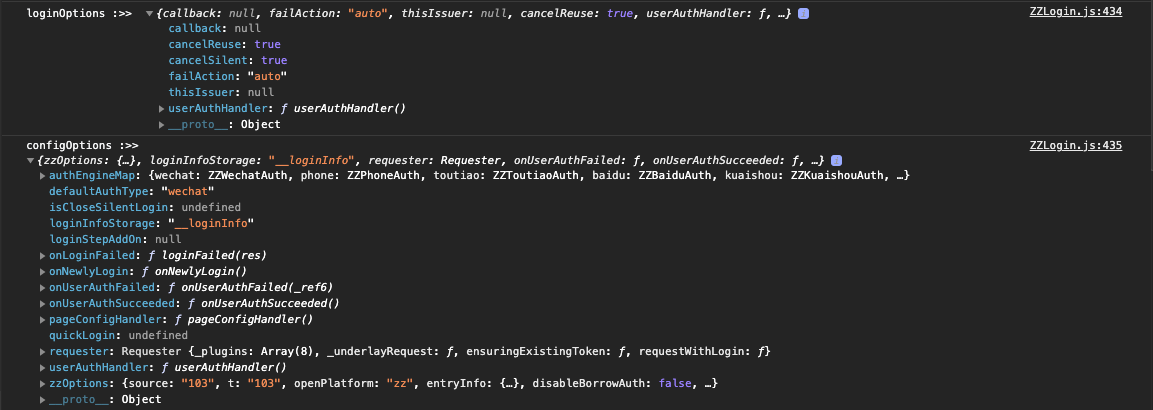 loginOptions :>> ▼{callback: null, failAction: "auto", thisIssuer: null, cancelReuse: true, userAuthHandler: ƒ, …} i ZZLogin.js:434
callback: null
cancelReuse: true
cancelSilent: true
failAction: "auto"
thisIssuer: null
▶userAuthHandler: ƒ userAuthHandler()
▶__proto__: Object
configOptions :>> ZZLogin.js:435
▼{zzOptions: {…}, loginInfoStorage: "__loginInfo", requester: Requester, onUserAuthFailed: ƒ, onUserAuthSucceeded: ƒ, …} i
▶authEngineMap: {wechat: ZZWechatAuth, phone: ZZPhoneAuth, toutiao: ZZToutiaoAuth, baidu: ZZBaiduAuth, kuaishou: ZZKuaishouAuth, …}
defaultAuthType: "wechat"
isCloseSilentLogin: undefined
loginInfoStorage: "__loginInfo"
loginStepAddOn: null
▶onLoginFailed: ƒ loginFailed(res)
▶onNewlyLogin: ƒ onNewlyLogin()
▶onUserAuthFailed: ƒ onUserAuthFailed(_ref6)
▶onUserAuthSucceeded: ƒ onUserAuthSucceeded()
▶pageConfigHandler: ƒ pageConfigHandler()
quickLogin: undefined
▶requester: Requester {_plugins: Array(8), _underlayRequest: ƒ, ensuringExistingToken: ƒ, requestWithLogin: ƒ}
▶userAuthHandler: ƒ userAuthHandler()
▶zzOptions: {source: "103", t: "103", openPlatform: "zz", entryInfo: {…}, disableBorrowAuth: false, …}
▶__proto__: Object